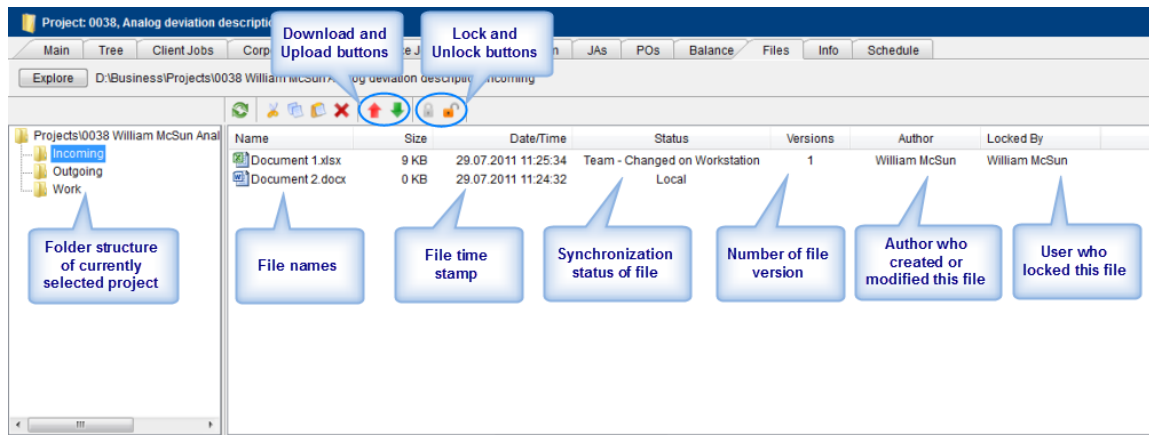 Project: 0038, Analog deviation descripti
Download and
Upload buttons
Lock and
Unlock buttons
Main Tree Client Jobs Corp e J n JAs POs Balance Files Info Schedule
Explore D:\Business\Projects\0038 William McSun Analog deviation description\Incoming
Projects\0038 William McSun Anal
Incoming
Outgoing
Work
Name Size Date/Time Status Versions Author Locked By
Document 1.xlsx 9 KB 29.07.2011 11:25:34 Team - Changed on Workstation 1 William McSun William McSun
Document 2.docx 0 KB 29.07.2011 11:24:32 Local
Folder structure
of currently
selected project
File names
File time
stamp
Synchronization
status of file
Number of file
version
Author who
created or
modified this file
User who
locked this file